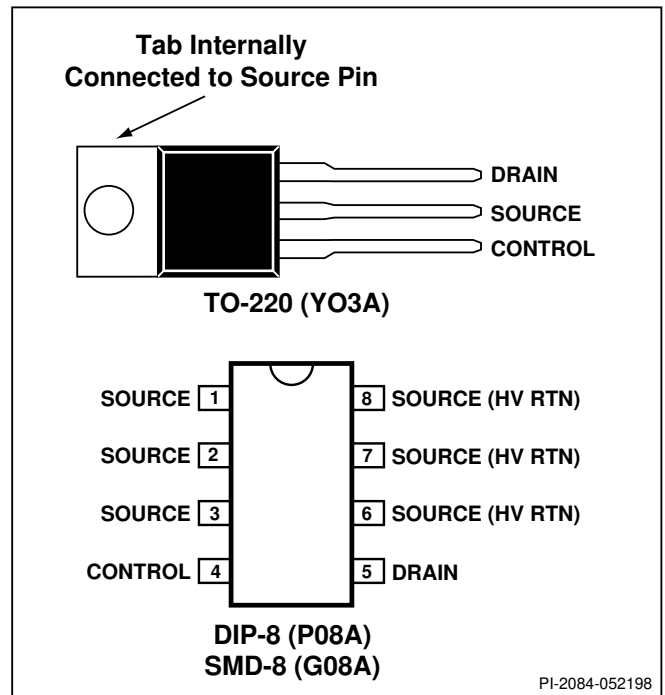 Tab Internally
Connected to Source Pin
DRAIN
SOURCE
CONTROL
TO-220 (YO3A)
SOURCE 1 8 SOURCE (HV RTN)
SOURCE 2 7 SOURCE (HV RTN)
SOURCE 3 6 SOURCE (HV RTN)
CONTROL 4 5 DRAIN
DIP-8 (P08A)
SMD-8 (G08A)
PI-2084-052198